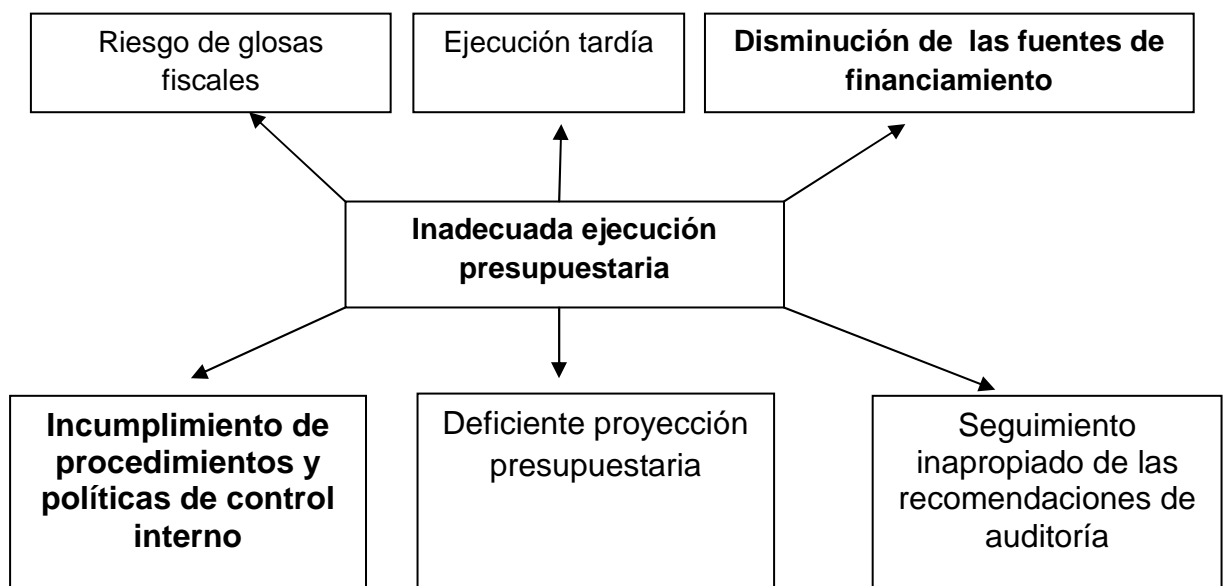 Riesgo de glosas
fiscales
Ejecución tardía
Disminución de  las fuentes de
financiamiento
Inadecuada ejecución
presupuestaria
Incumplimiento de
procedimientos y
políticas de control
interno
Deficiente proyección
presupuestaria
Seguimiento
inapropiado de las
recomendaciones de
auditoría